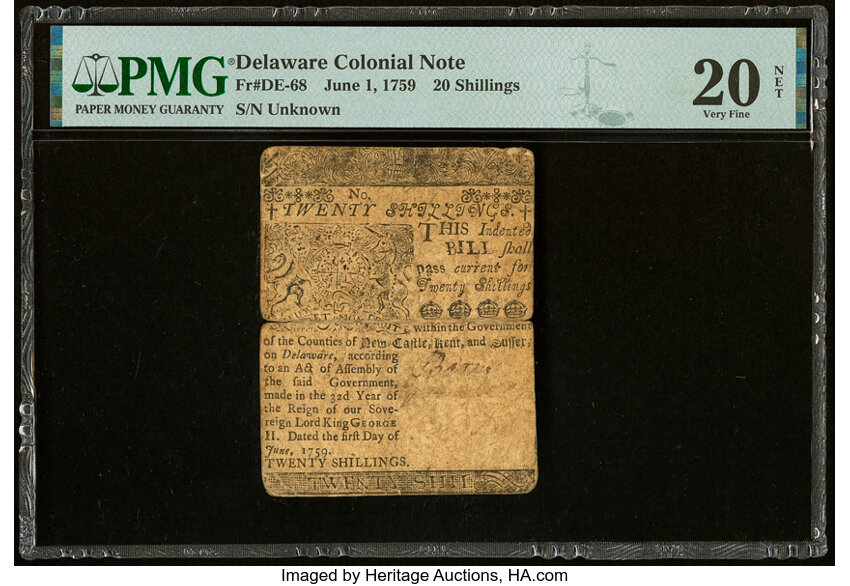 PMG® Delaware Colonial Note
Fr#DE-68 June 1, 1759 20 Shillings
PAPER MONEY GUARANTY S/N Unknown
20 NET
Very Fine
No.
TWENTY SHILLINGS.
THIS Indented
BILL shall
pass current for
Twenty Shillings
within the Government
of the Counties of New-Castle, Kent, and Sussex,
on Delaware, according
to an Act of Assembly of
the said Government,
made in the 32d Year of
the Reign of our Sove-
reign Lord King GEORGE
II. Dated the first Day of
June, 1759.
TWENTY SHILLINGS.
TWENTY SHILL
Imaged by Heritage Auctions, HA.com